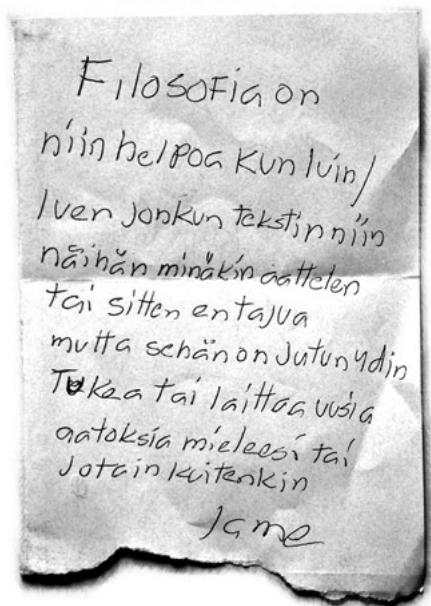 Filosofia on
niin helpoa kun luin/
luen jonkun tekstin niin
näihän minäkin aattelen
tai sitten en tajua
mutta sehän on jutun ydin
Tukea tai laittaa uusia
aatoksia mieleesi tai
jotain kuitenkin
Jame